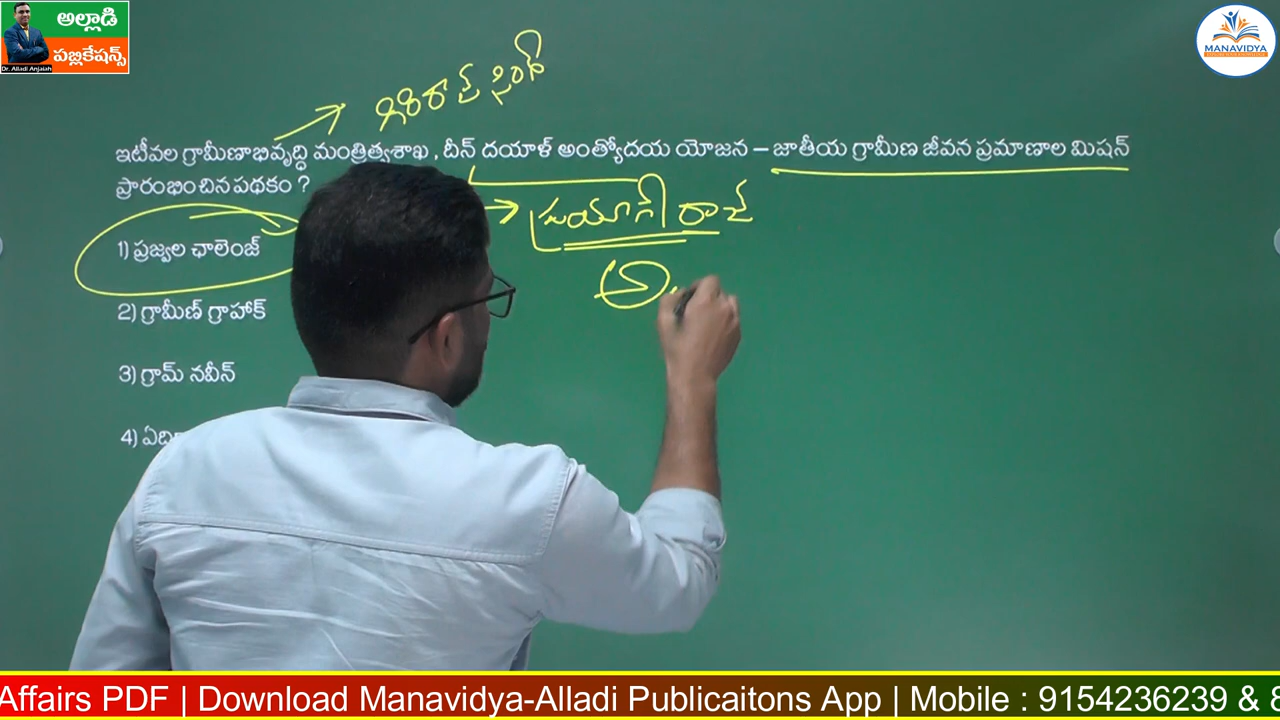 అల్లాడి
పబ్లికేషన్స్
Dr. Alladi Anjaiah
MANAVIDYA
గిరిరాజ్ సింగ్
ఇటీవల గ్రామీణాభివృద్ధి మంత్రిత్వశాఖ , దీన్ దయాళ్ అంత్యోదయ యోజన – జాతీయ గ్రామీణ జీవన ప్రమాణాల మిషన్
ప్రారంభించిన పథకం ?
ప్రయాగ్ రాజ్
1) ప్రజ్వల ఛాలెంజ్
అ
2) గ్రామీణ్ గ్రాహక్
3) గ్రామ్ నవీన్
4)
Affairs PDF | Download Manavidya-Alladi Publicaitons App | Mobile : 9154236239 & 8